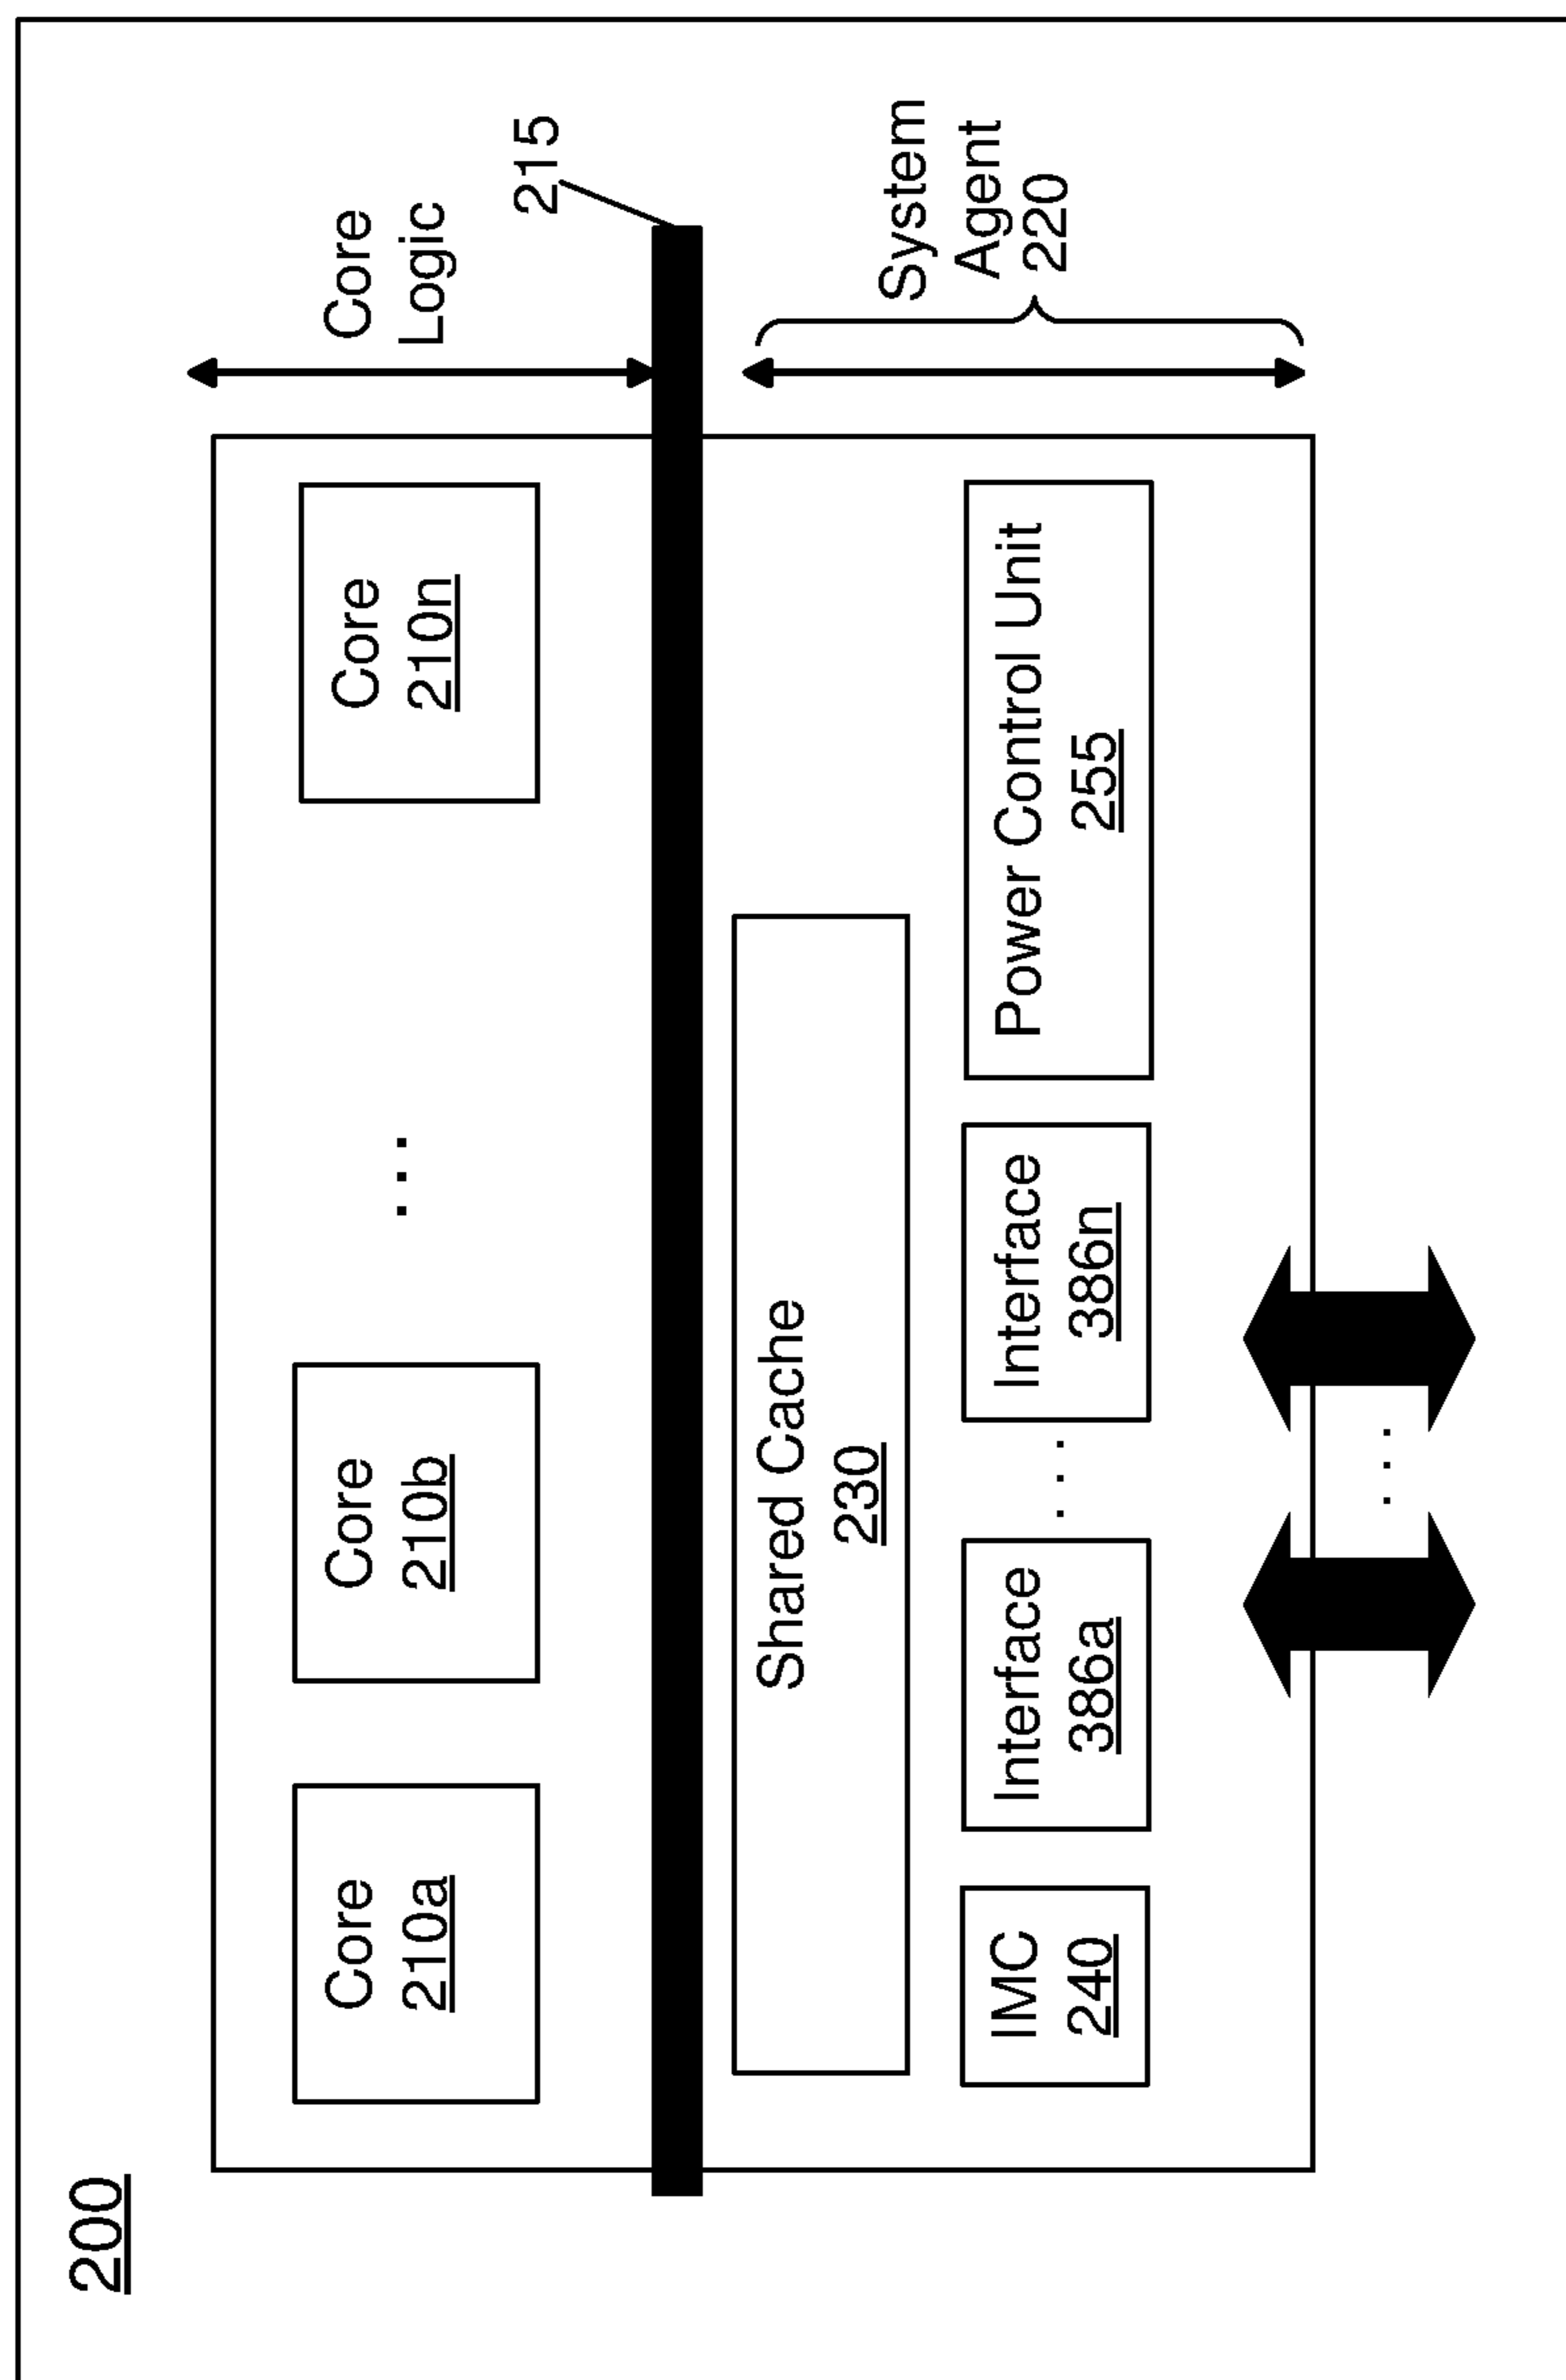 200
Core
210a
Core
210b
. . .
Core
210n
Core
Logic
215
Shared Cache
230
System
Agent
220
IMC
240
Interface
386a
. . .
Interface
386n
Power Control Unit
255
. . .